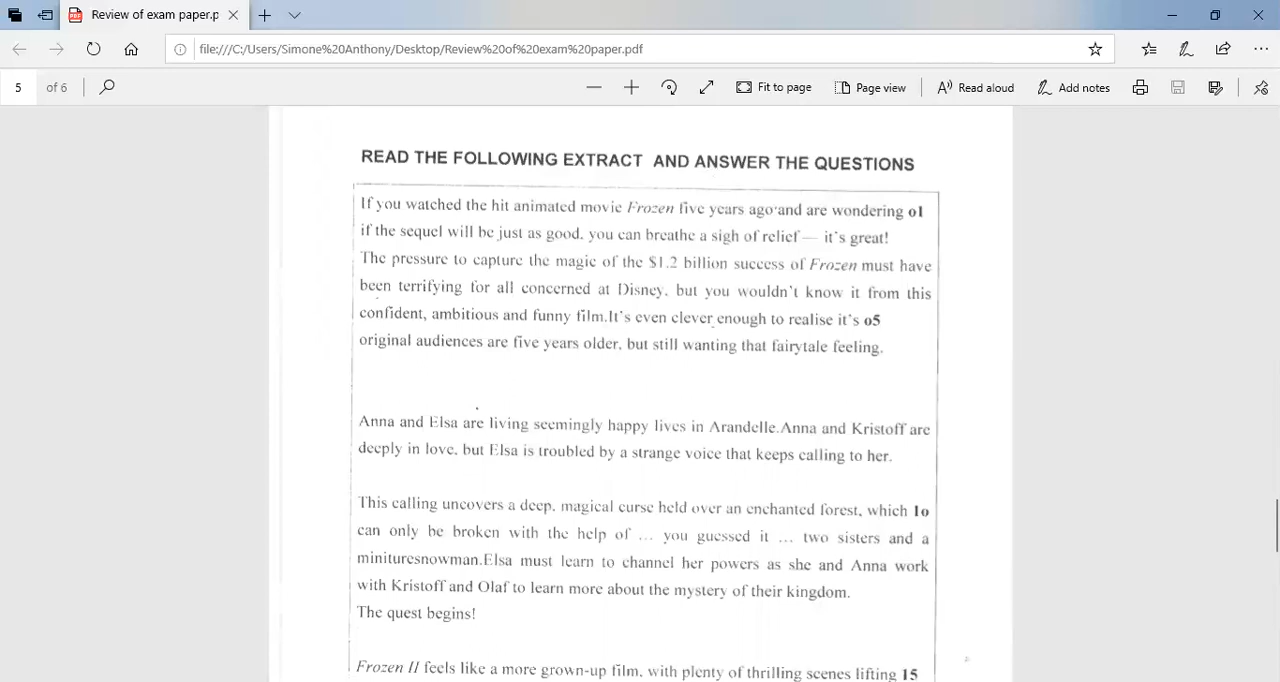 Review of exam paper.p
file:///C:/Users/Simone%20Anthony/Desktop/Review%20of%20exam%20paper.pdf
5 of 6 Fit to page Page view Read aloud Add notes
READ THE FOLLOWING EXTRACT AND ANSWER THE QUESTIONS
If you watched the hit animated movie Frozen five years ago and are wondering o1
if the sequel will be just as good, you can breathe a sigh of relief— it's great!
The pressure to capture the magic of the $1.2 billion success of Frozen must have
been terrifying for all concerned at Disney, but you wouldn't know it from this
confident, ambitious and funny film.It's even clever enough to realise it's o5
original audiences are five years older, but still wanting that fairytale feeling.
Anna and Elsa are living seemingly happy lives in Arandelle.Anna and Kristoff are
deeply in love, but Elsa is troubled by a strange voice that keeps calling to her.
This calling uncovers a deep, magical curse held over an enchanted forest, which 1o
can only be broken with the help of ... you guessed it ... two sisters and a
minituresnowman.Elsa must learn to channel her powers as she and Anna work
with Kristoff and Olaf to learn more about the mystery of their kingdom.
The quest begins!
Frozen II feels like a more grown-up film, with plenty of thrilling scenes lifting 15